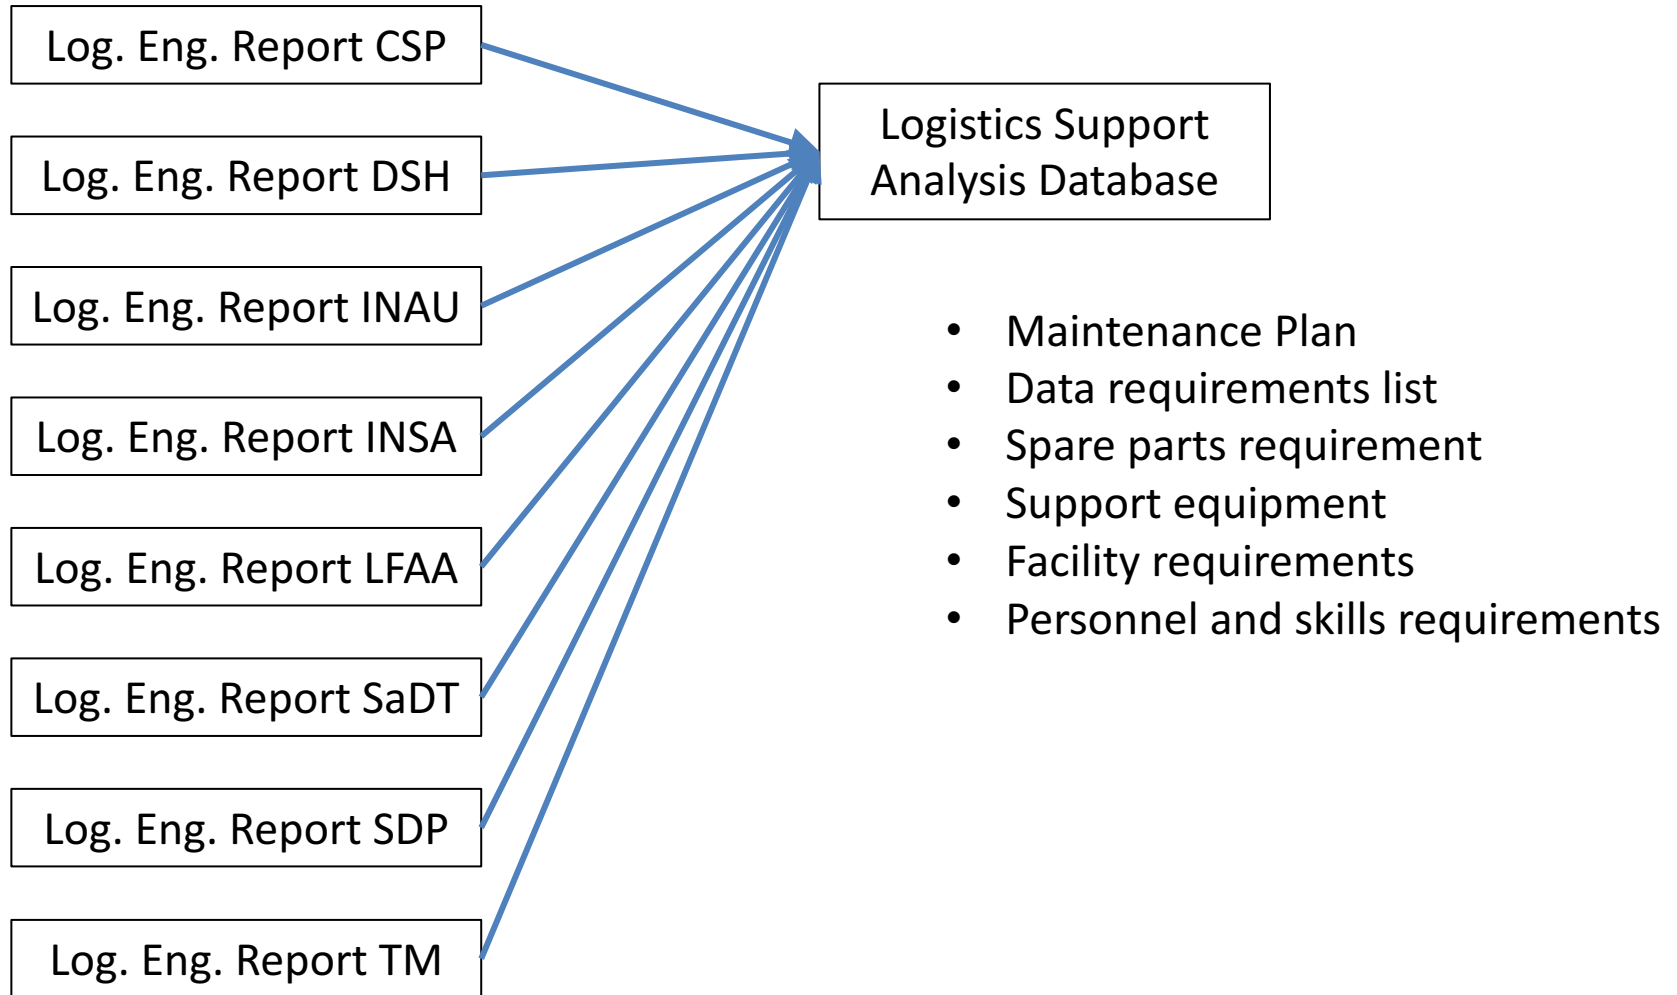 Log. Eng. Report CSP
Log. Eng. Report DSH
Log. Eng. Report INAU
Log. Eng. Report INSA
Log. Eng. Report LFAA
Log. Eng. Report SaDT
Log. Eng. Report SDP
Log. Eng. Report TM
Logistics Support
Analysis Database
• Maintenance Plan
• Data requirements list
• Spare parts requirement
• Support equipment
• Facility requirements
• Personnel and skills requirements